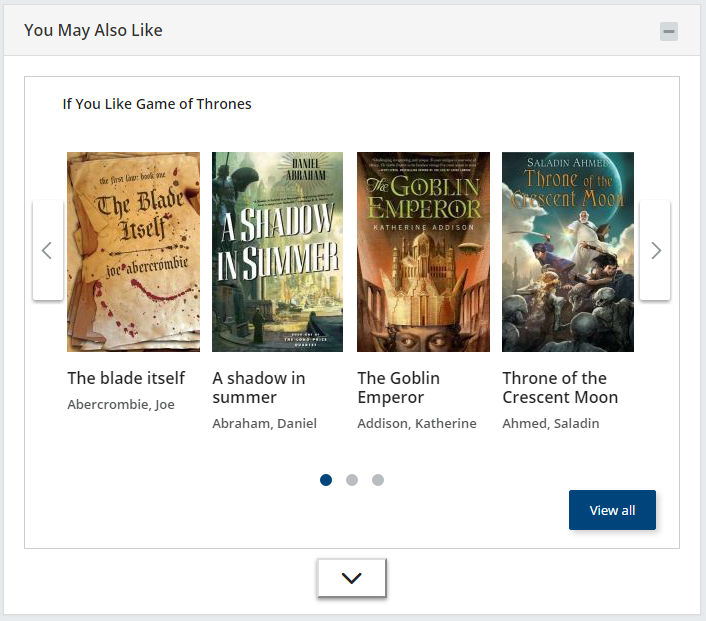 You May Also Like
If You Like Game of Thrones
the first law: book one
The Blade
Itself
joe abercrombie
DANIEL
ABRAHAM
A SHADOW
IN SUMMER
BOOK ONE OF
THE LONG PRICE
QUARTET
The GOBLIN
EMPEROR
KATHERINE ADDISON
SALADIN AHMED
Throne of the
Crescent Moon
The blade itself
Abercrombie, Joe
A shadow in
summer
Abraham, Daniel
The Goblin
Emperor
Addison, Katherine
Throne of the
Crescent Moon
Ahmed, Saladin
View all